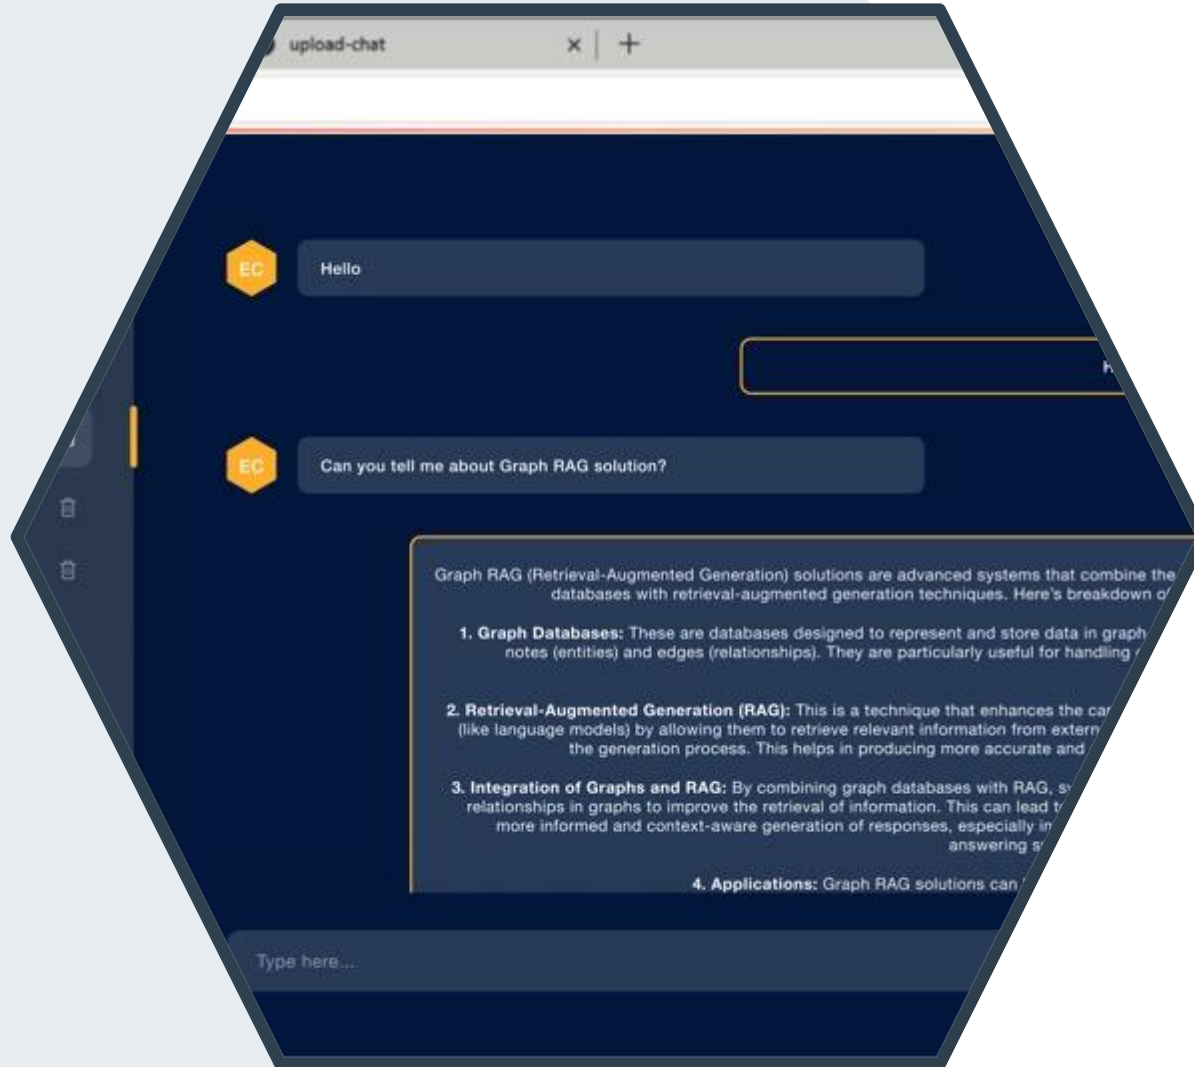 upload-chat
EC
Hello
EC
Can you tell me about Graph RAG solution?
Graph RAG (Retrieval-Augmented Generation) solutions are advanced systems that combine the
databases with retrieval-augmented generation techniques. Here's breakdown
1. Graph Databases: These are databases designed to represent and store data in graph
notes (entities) and edges (relationships). They are particularly useful for handling
2. Retrieval-Augmented Generation (RAG): This is a technique that enhances the
(like language models) by allowing them to retrieve relevant information from
the generation process. This helps in producing more accurate and
3. Integration of Graphs and RAG: By combining graph databases with RAG,
relationships in graphs to improve the retrieval of information. This can lead
more informed and context-aware generation of responses, especially in
answering
4. Applications: Graph RAG solutions can
Type here...